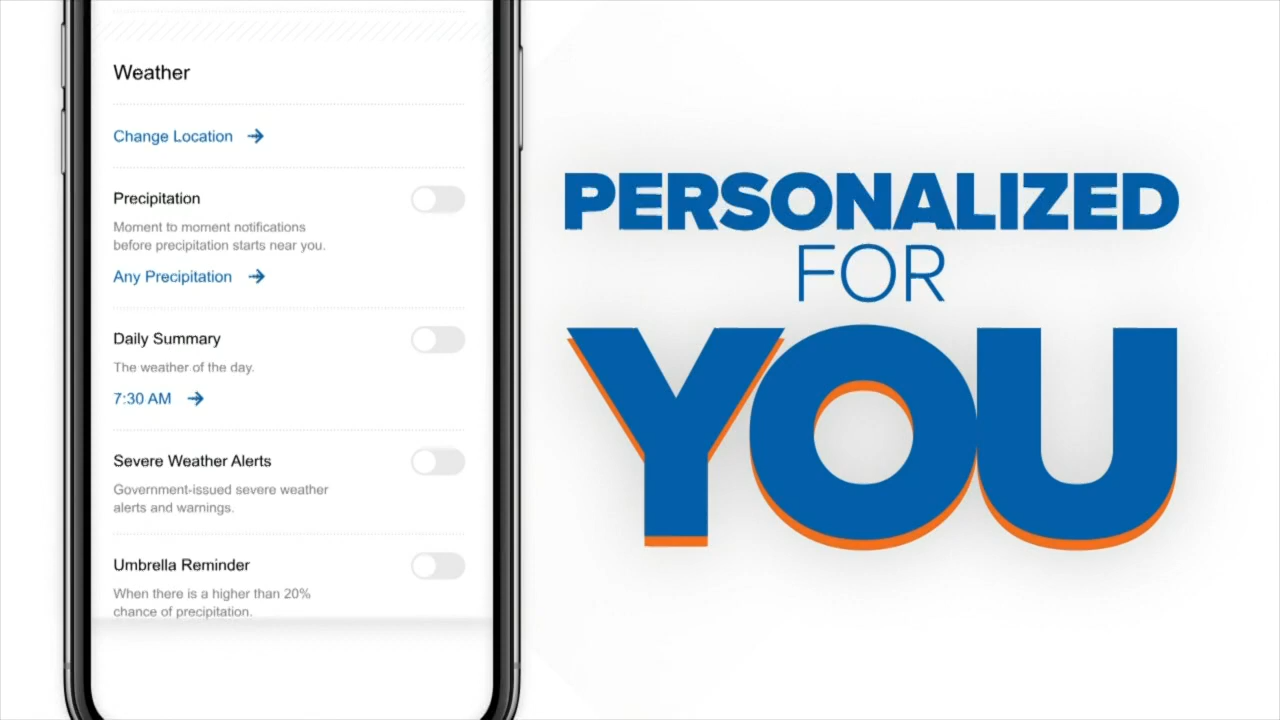 Weather
Change Location
Precipitation
Moment to moment notifications
before precipitation starts near you.
Any Precipitation
Daily Summary
The weather of the day.
7:30 AM
Severe Weather Alerts
Government-issued severe weather
alerts and warnings.
Umbrella Reminder
When there is a higher than 20%
chance of precipitation.
PERSONALIZED
FOR
YOU